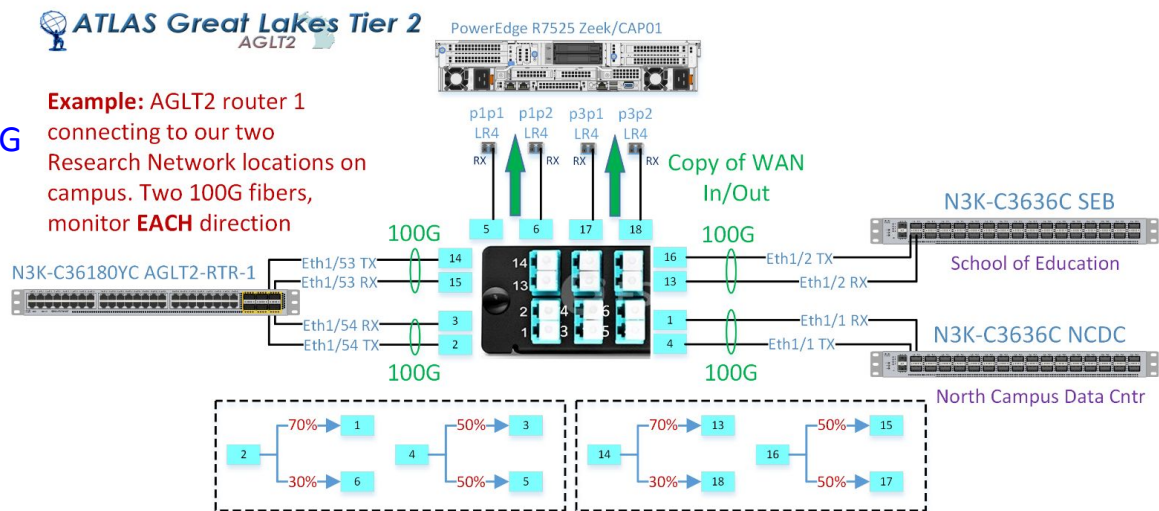 ATLAS Great Lakes Tier 2
AGLT2
PowerEdge R7525 Zeek/CAP01
G
Example: AGLT2 router 1
connecting to our two
Research Network locations on
campus. Two 100G fibers,
monitor EACH direction
p1p1 p1p2 p3p1 p3p2
LR4 LR4 LR4 LR4
RX RX RX RX
Copy of WAN
In/Out
5 6 17 18
N3K-C36180YC AGLT2-RTR-1
100G
Eth1/53 TX 14
Eth1/53 RX 15
Eth1/54 RX 3
Eth1/54 TX 2
100G
14
13
2 4 6
1 3 5
100G
16 Eth1/2 TX
13 Eth1/2 RX
1 Eth1/1 RX
4 Eth1/1 TX
100G
N3K-C3636C SEB
School of Education
N3K-C3636C NCDC
North Campus Data Cntr
2 70% 1
30% 6
4 50% 3
50% 5
14 70% 13
30% 18
16 50% 15
50% 17